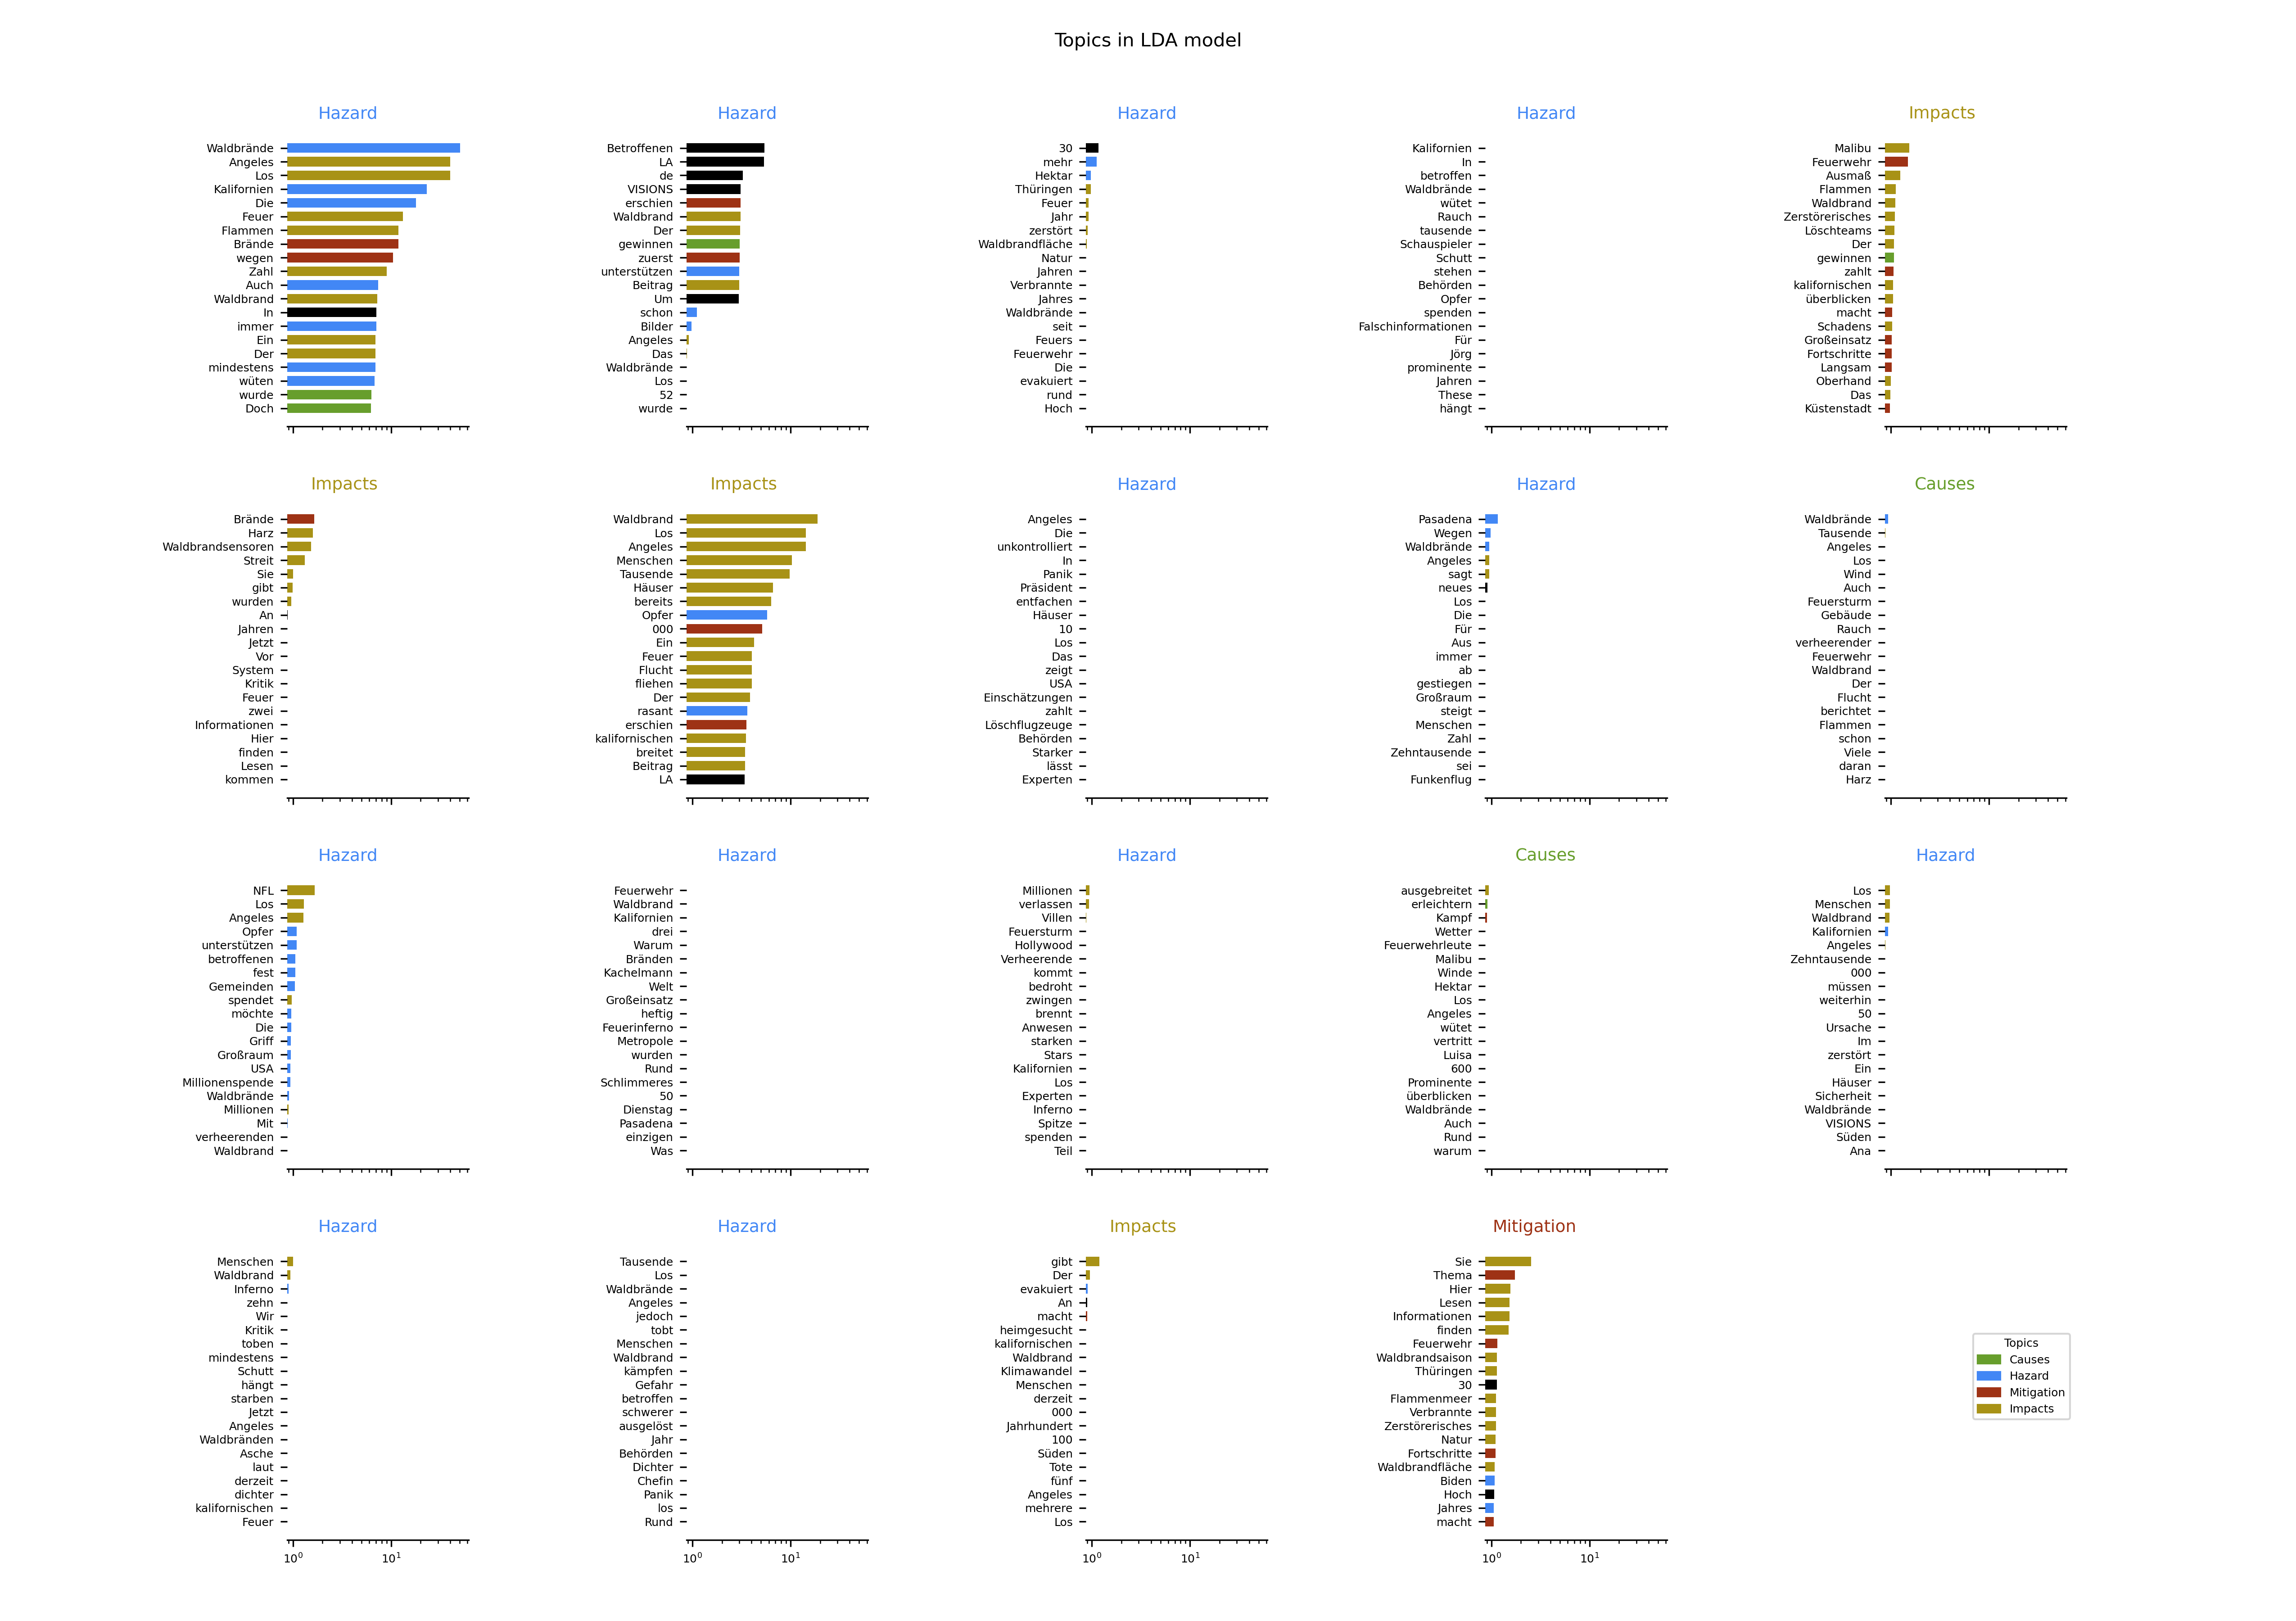 Topics in LDA model
Hazard
Waldbrände
Angeles
Los
Kalifornien
Die
Feuer
Flammen
Brände
wegen
Zahl
Auch
Waldbrand
In
immer
Ein
Der
mindestens
wüten
wurde
Doch
Hazard
Betroffenen
LA
de
VISIONS
erschien
Waldbrand
Der
gewinnen
zuerst
unterstützen
Beitrag
Um
schon
Bilder
Angeles
Das
Waldbrände
Los
52
wurde
Hazard
30
mehr
Hektar
Thüringen
Feuer
Jahr
zerstört
Waldbrandfläche
Natur
Jahren
Verbrannte
Jahres
Waldbrände
seit
Feuers
Feuerwehr
Die
evakuiert
rund
Hoch
Hazard
Kalifornien
In
betroffen
Waldbrände
wütet
Rauch
tausende
Schauspieler
Schutt
stehen
Behörden
Opfer
spenden
Falschinformationen
Für
Jörg
prominente
Jahren
These
hängt
Impacts
Malibu
Feuerwehr
Ausmaß
Flammen
Waldbrand
Zerstörerisches
Löschteams
Der
gewinnen
zahlt
kalifornischen
überblicken
macht
Schadens
Großeinsatz
Fortschritte
Langsam
Oberhand
Das
Küstenstadt
Impacts
Brände
Harz
Waldbrandsensoren
Streit
Sie
gibt
wurden
An
Jahren
Jetzt
Vor
System
Kritik
Feuer
zwei
Informationen
Hier
finden
Lesen
kommen
Impacts
Waldbrand
Los
Angeles
Menschen
Tausende
Häuser
bereits
Opfer
000
Ein
Feuer
Flucht
fliehen
Der
rasant
erschien
kalifornischen
breitet
Beitrag
LA
Hazard
Angeles
Die
unkontrolliert
In
Panik
Präsident
entfachen
Häuser
10
Los
Das
zeigt
USA
Einschätzungen
zahlt
Löschflugzeuge
Behörden
Starker
lässt
Experten
Hazard
Pasadena
Wegen
Waldbrände
Angeles
sagt
neues
Los
Die
Für
Aus
immer
ab
gestiegen
Großraum
steigt
Menschen
Zahl
Zehntausende
sei
Funkenflug
Causes
Waldbrände
Tausende
Angeles
Los
Wind
Auch
Feuersturm
Gebäude
Rauch
verheerender
Feuerwehr
Waldbrand
Der
Flucht
berichtet
Flammen
schon
Viele
daran
Harz
Hazard
NFL
Los
Angeles
Opfer
unterstützen
betroffenen
fest
Gemeinden
spendet
möchte
Die
Griff
Großraum
USA
Millionenspende
Waldbrände
Millionen
Mit
verheerenden
Waldbrand
Hazard
Feuerwehr
Waldbrand
Kalifornien
drei
Warum
Bränden
Kachelmann
Welt
Großeinsatz
heftig
Feuerinferno
Metropole
wurden
Rund
Schlimmeres
50
Dienstag
Pasadena
einzigen
Was
Hazard
Millionen
verlassen
Villen
Feuersturm
Hollywood
Verheerende
kommt
bedroht
zwingen
brennt
Anwesen
starken
Stars
Kalifornien
Los
Experten
Inferno
Spitze
spenden
Teil
Causes
ausgebreitet
erleichtern
Kampf
Wetter
Feuerwehrleute
Malibu
Winde
Hektar
Los
Angeles
wütet
vertritt
Luisa
600
Prominente
überblicken
Waldbrände
Auch
Rund
warum
Hazard
Los
Menschen
Waldbrand
Kalifornien
Angeles
Zehntausende
000
müssen
weiterhin
50
Ursache
Im
zerstört
Ein
Häuser
Sicherheit
Waldbrände
VISIONS
Süden
Ana
Hazard
Menschen
Waldbrand
Inferno
zehn
Wir
Kritik
toben
mindestens
Schutt
hängt
starben
Jetzt
Angeles
Waldbränden
Asche
laut
derzeit
dichter
kalifornischen
Feuer
10⁰ 10¹
Hazard
Tausende
Los
Waldbrände
Angeles
jedoch
tobt
Menschen
Waldbrand
kämpfen
Gefahr
betroffen
schwerer
ausgelöst
Jahr
Behörden
Dichter
Chefin
Panik
los
Rund
10⁰ 10¹
Impacts
gibt
Der
evakuiert
An
macht
heimgesucht
kalifornischen
Waldbrand
Klimawandel
Menschen
derzeit
000
Jahrhundert
100
Süden
Tote
fünf
Angeles
mehrere
Los
10⁰ 10¹
Mitigation
Sie
Thema
Hier
Lesen
Informationen
finden
Feuerwehr
Waldbrandsaison
Thüringen
30
Flammenmeer
Verbrannte
Zerstörerisches
Natur
Fortschritte
Waldbrandfläche
Biden
Hoch
Jahres
macht
10⁰ 10¹
Topics
Causes
Hazard
Mitigation
Impacts